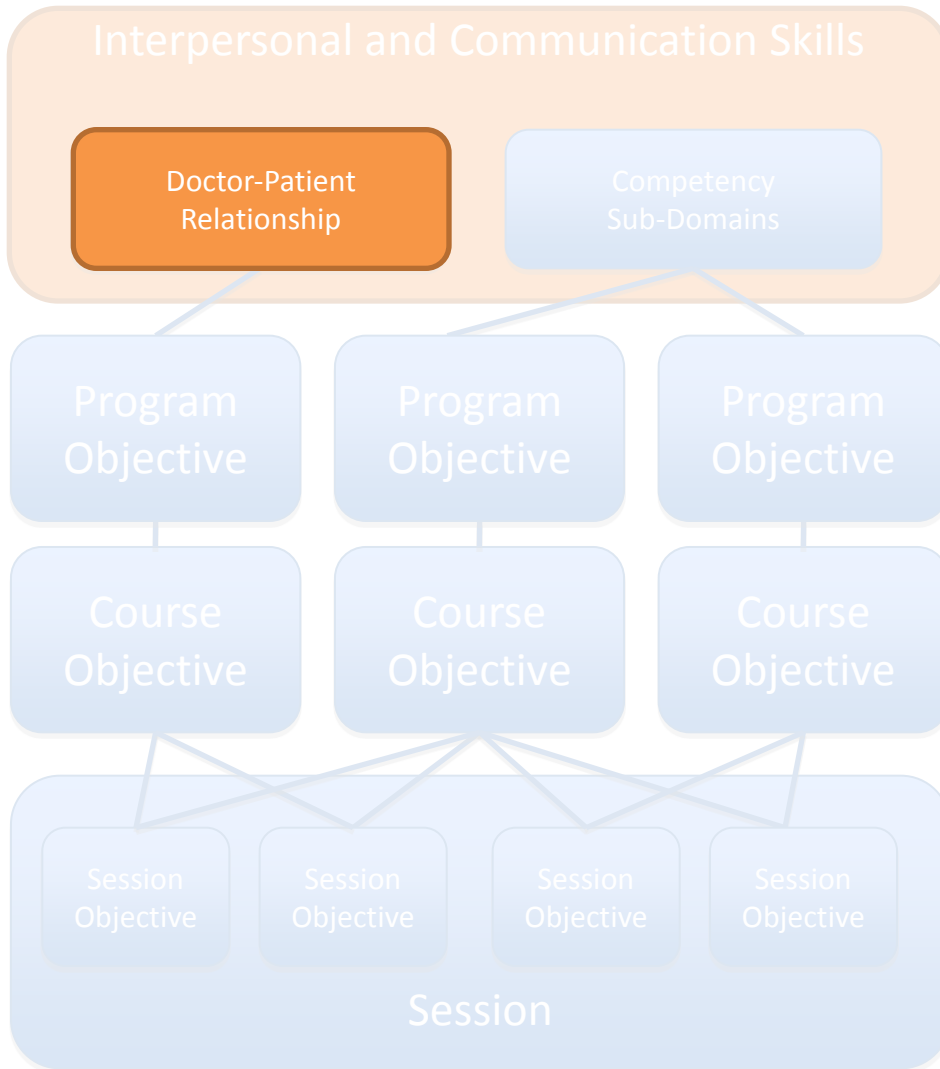 Interpersonal and Communication Skills
Doctor-Patient
Relationship
Competency
Sub-Domains
Program
Objective
Program
Objective
Program
Objective
Course
Objective
Course
Objective
Course
Objective
Session
Objective
Session
Objective
Session
Objective
Session
Objective
Session